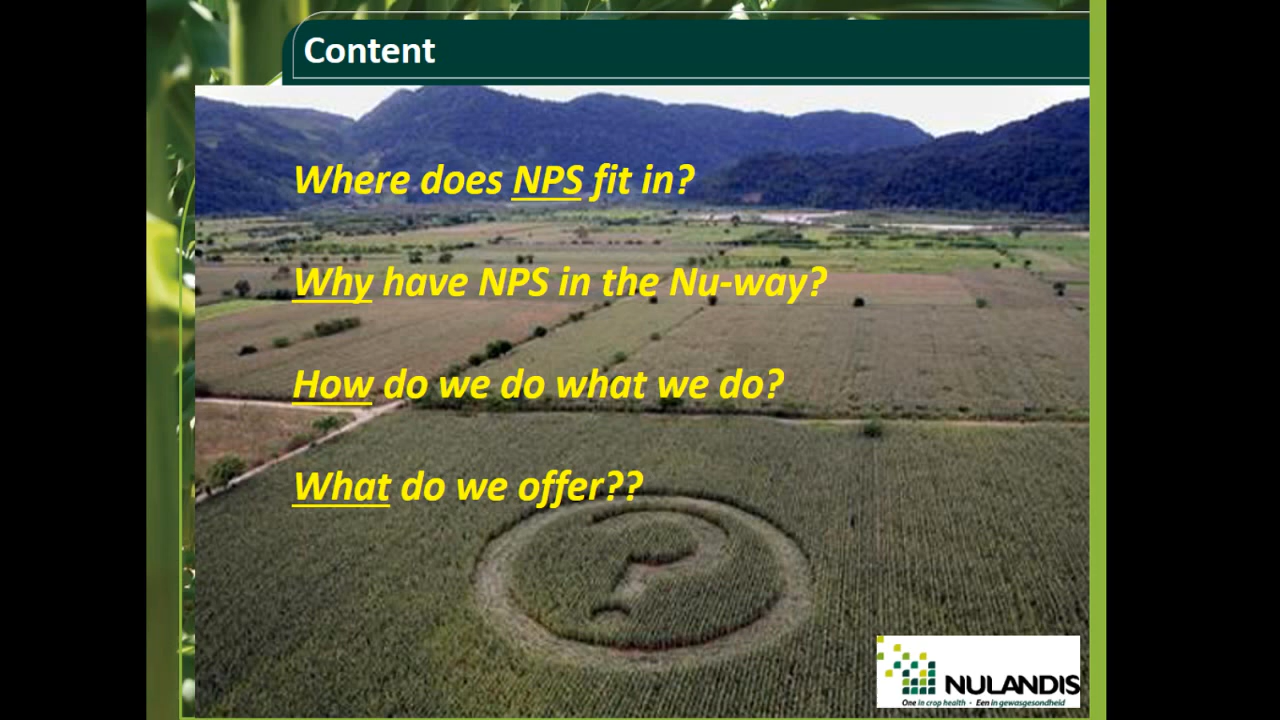 Content
Where does NPS fit in?
Why have NPS in the Nu-way?
How do we do what we do?
What do we offer??
NULANDIS
One in crop health · Een in gewasgesondheid